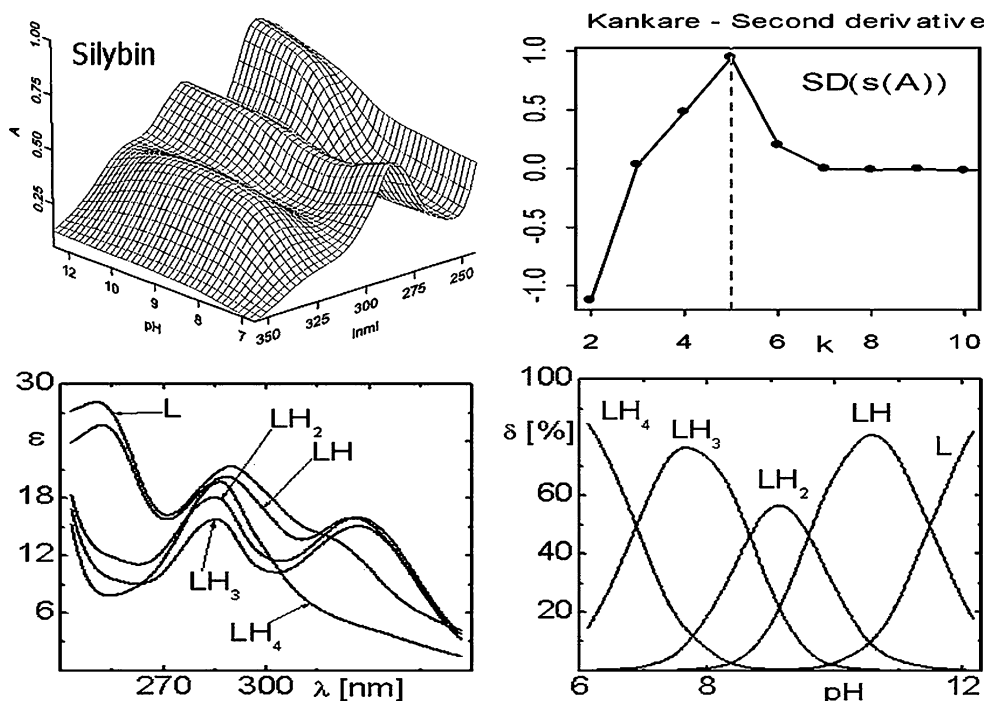 Silybin
1.00
0.75
0.50
0.25
A
12
10
9
8
7
pH
350
325
300
275
250
lnml
Kankare - Second derivative
SD(s(A))
1.0
0.5
0.0
-0.5
-1.0
2
4
6
8
10
k
30
18
12
6
ε
L
LH2
LH
LH3
LH4
270
300
λ [nm]
100
80
60
40
20
δ [%]
LH4
LH3
LH2
LH
L
6
8
12
pH